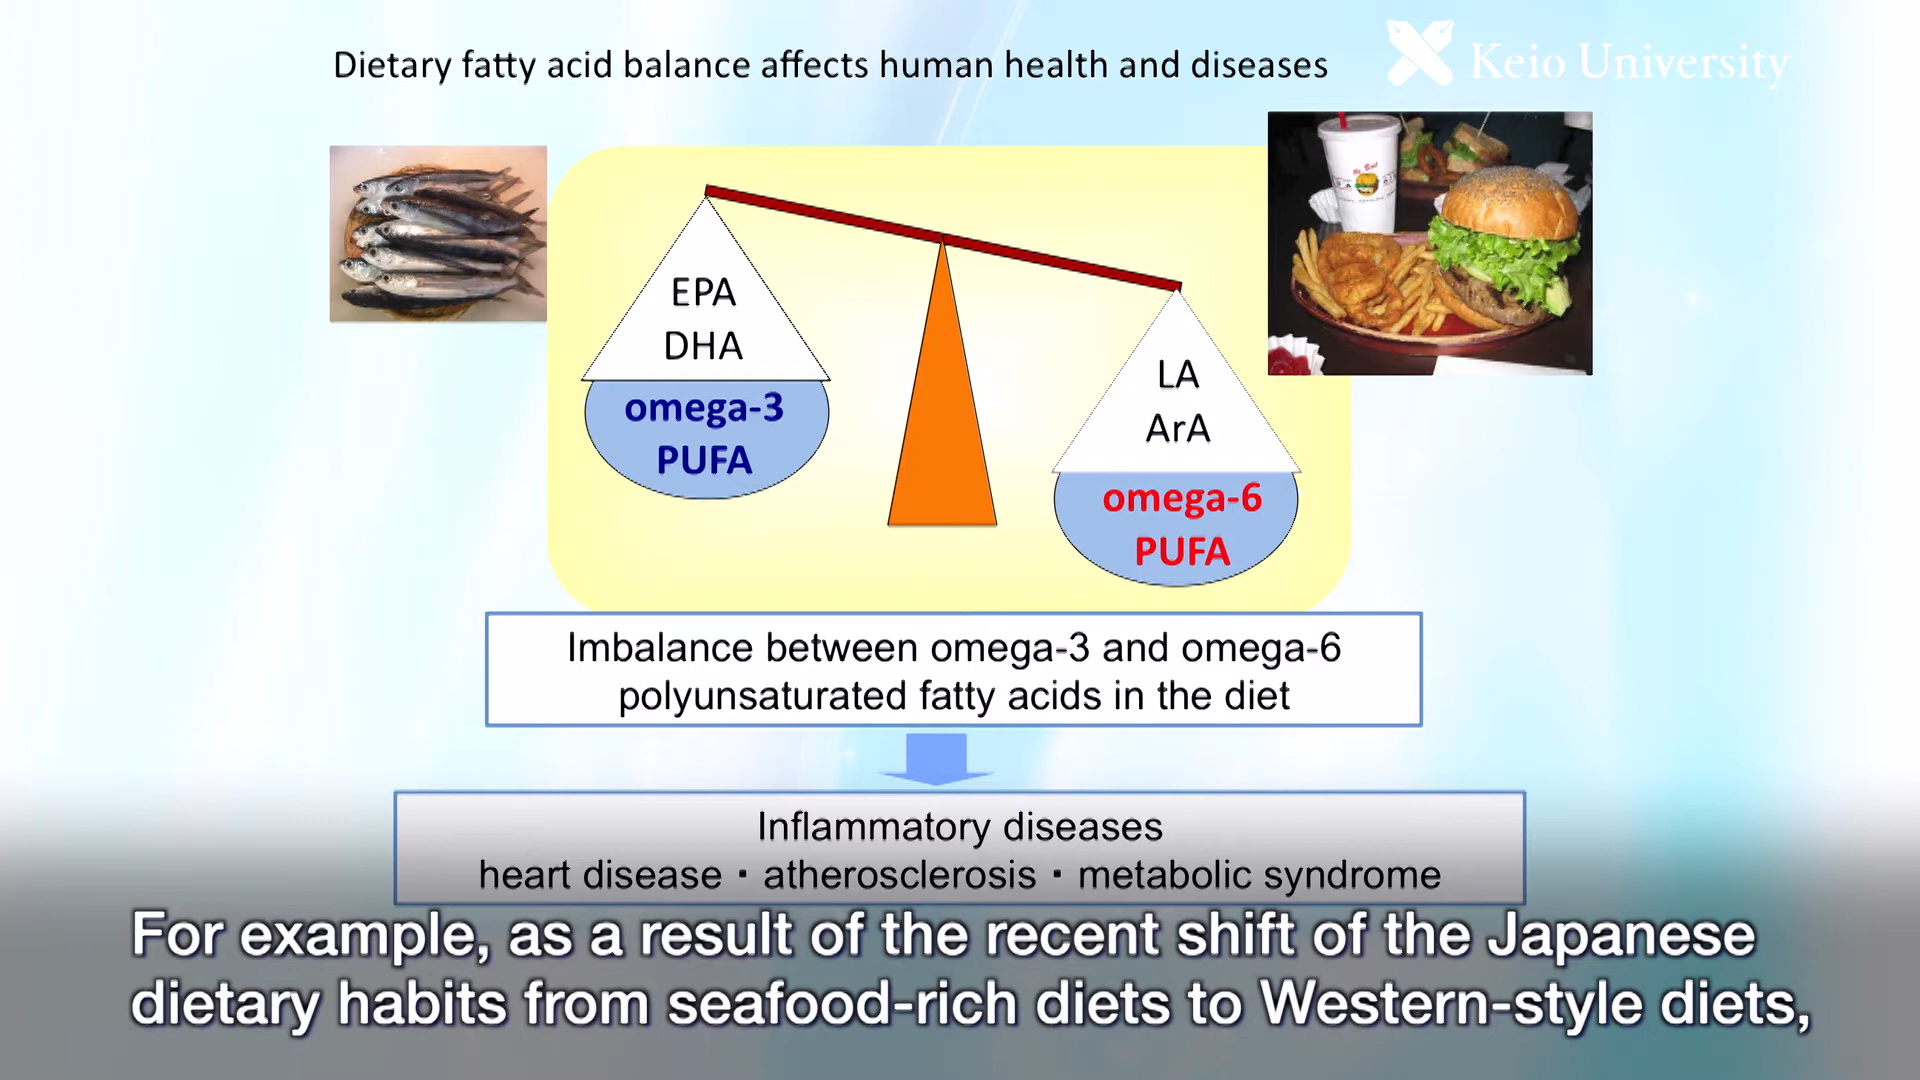 Dietary fatty acid balance affects human health and diseases
Keio University
EPA
DHA
omega-3
PUFA
LA
ArA
omega-6
PUFA
Imbalance between omega-3 and omega-6
polyunsaturated fatty acids in the diet
Inflammatory diseases
heart disease・atherosclerosis・metabolic syndrome
For example, as a result of the recent shift of the Japanese
dietary habits from seafood-rich diets to Western-style diets,